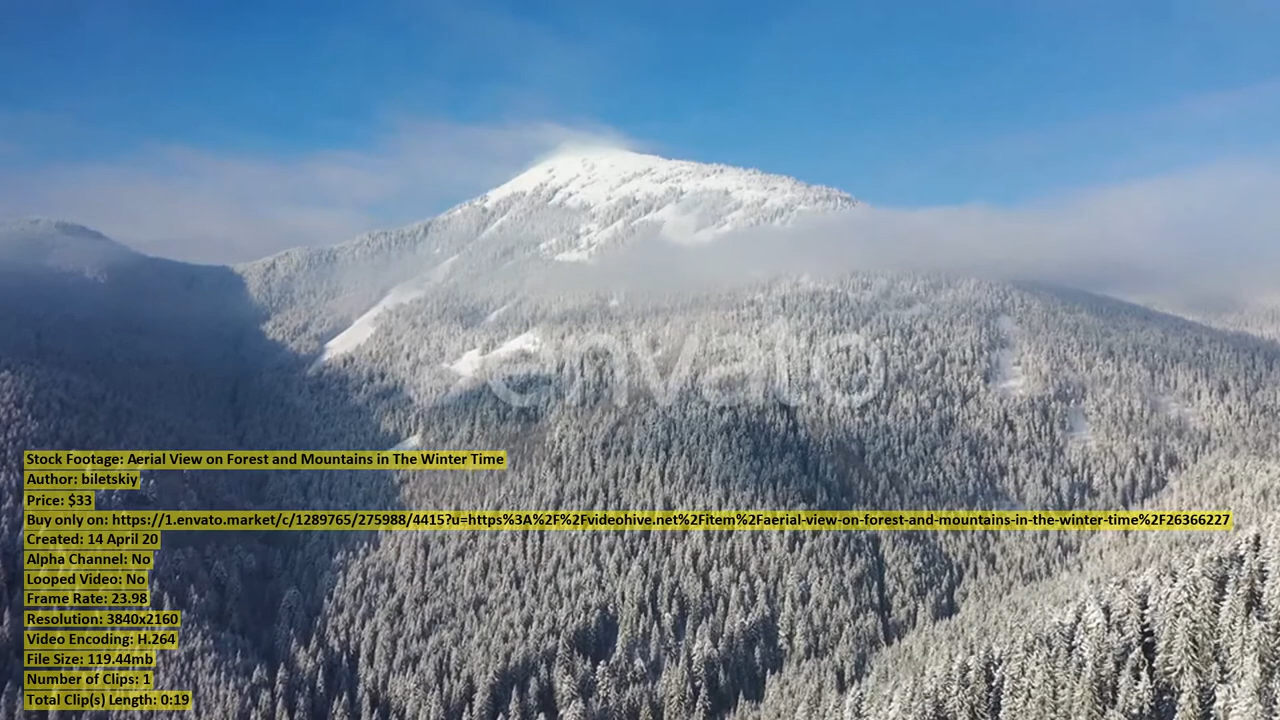 envato
Stock Footage: Aerial View on Forest and Mountains in The Winter Time
Author: biletskiy
Price: $33
Buy only on: https://1.envato.market/c/1289765/275988/4415?u=https%3A%2F%2Fvideohive.net%2Fitem%2Faerial-view-on-forest-and-mountains-in-the-winter-time%2F26366227
Created: 14 April 20
Alpha Channel: No
Looped Video: No
Frame Rate: 23.98
Resolution: 3840x2160
Video Encoding: H.264
File Size: 119.44mb
Number of Clips: 1
Total Clip(s) Length: 0:19